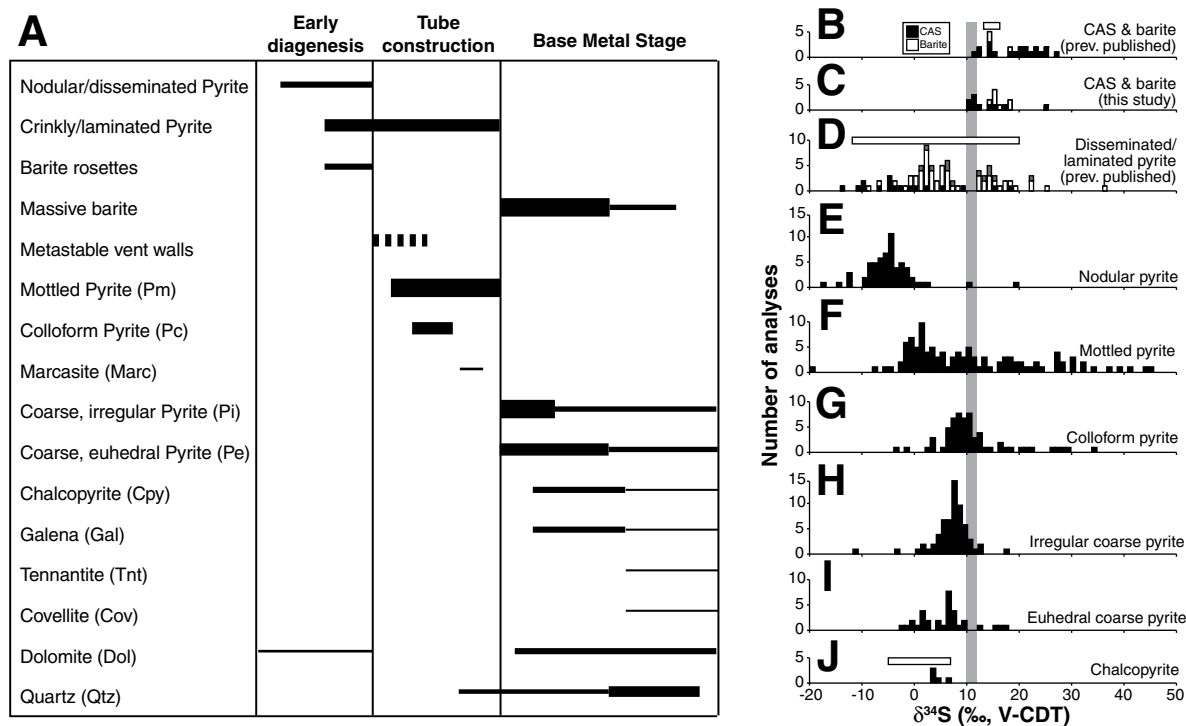 A
Early
diagenesis
Tube
construction
Base Metal Stage
Nodular/disseminated Pyrite
Crinkly/laminated Pyrite
Barite rosettes
Massive barite
Metastable vent walls
Mottled Pyrite (Pm)
Colloform Pyrite (Pc)
Marcasite (Marc)
Coarse, irregular Pyrite (Pi)
Coarse, euhedral Pyrite (Pe)
Chalcopyrite (Cpy)
Galena (Gal)
Tennantite (Tnt)
Covellite (Cov)
Dolomite (Dol)
Quartz (Qtz)
Number of analyses
B
CAS
Barite
CAS & barite
(prev. published)
5
0
C
CAS & barite
(this study)
5
0
D
Disseminated/
laminated pyrite
(prev. published)
10
5
0
E
Nodular pyrite
15
10
5
0
F
Mottled pyrite
10
5
0
G
Colloform pyrite
10
5
0
H
Irregular coarse pyrite
15
10
5
0
I
Euhedral coarse pyrite
10
5
0
J
Chalcopyrite
5
0
-20 -10 0 10 20 30 40 50
δ³⁴S (‰, V-CDT)